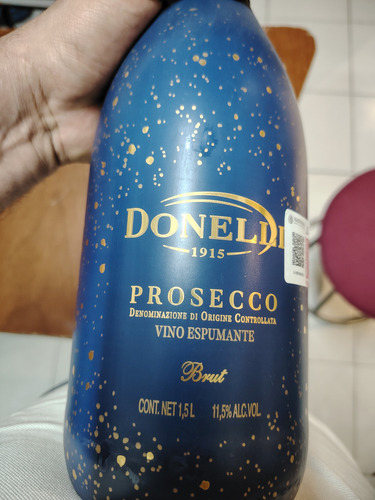 DONELLI
1915
PROSECCO
DENOMINAZIONE DI ORIGINE CONTROLLATA
VINO ESPUMANTE
Brut
CONT. NET 1,5 L 11,5% ALC.VOL.